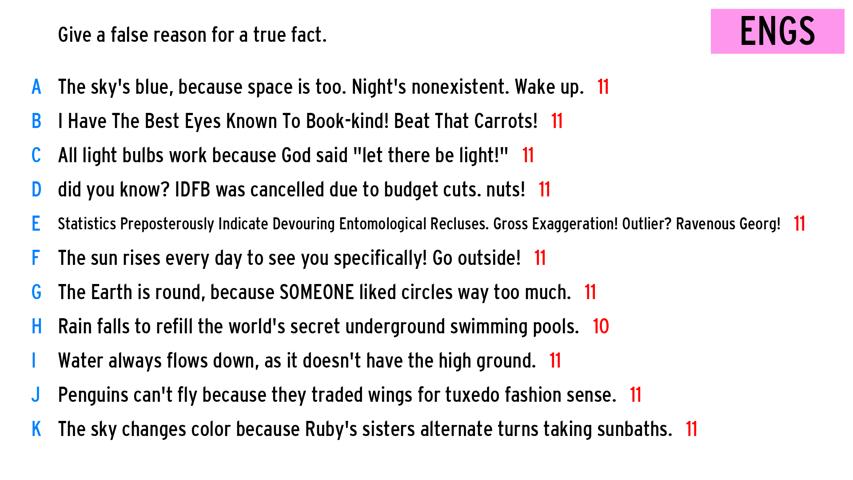 Give a false reason for a true fact.
ENGS
A The sky's blue, because space is too. Night's nonexistent. Wake up. 11
B I Have The Best Eyes Known To Book-kind! Beat That Carrots! 11
C All light bulbs work because God said "let there be light!" 11
D did you know? IDFB was cancelled due to budget cuts. nuts! 11
E Statistics Preposterously Indicate Devouring Entomological Recluses. Gross Exaggeration! Outlier? Ravenous Georg! 11
F The sun rises every day to see you specifically! Go outside! 11
G The Earth is round, because SOMEONE liked circles way too much. 11
H Rain falls to refill the world's secret underground swimming pools. 10
I Water always flows down, as it doesn't have the high ground. 11
J Penguins can't fly because they traded wings for tuxedo fashion sense. 11
K The sky changes color because Ruby's sisters alternate turns taking sunbaths. 11